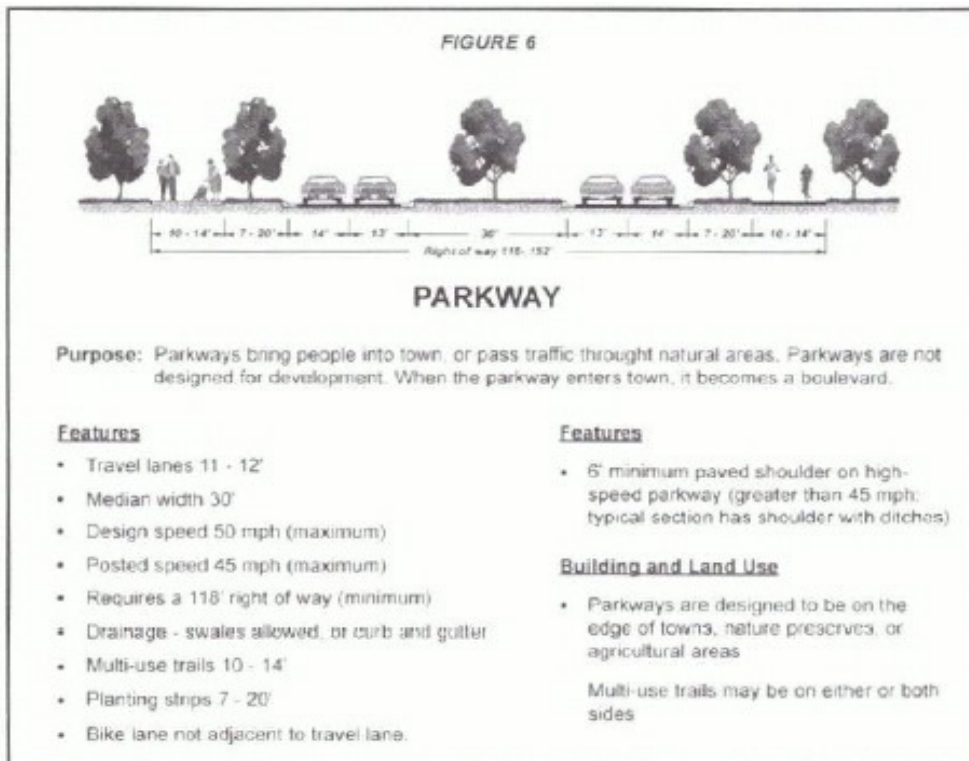 FIGURE 6
10 - 14' 7 - 20' 14' 13' 30' 13' 14' 7 - 20' 10 - 14'
Right of way 118- 152'
PARKWAY
Purpose: Parkways bring people into town, or pass traffic throught natural areas. Parkways are not
designed for development. When the parkway enters town, it becomes a boulevard.
Features
• Travel lanes 11 - 12'
• Median width 30'
• Design speed 50 mph (maximum)
• Posted speed 45 mph (maximum)
• Requires a 118' right of way (minimum)
• Drainage - swales allowed, or curb and gutter
• Multi-use trails 10 - 14'
• Planting strips 7 - 20'
• Bike lane not adjacent to travel lane.
Features
• 6' minimum paved shoulder on high-
speed parkway (greater than 45 mph;
typical section has shoulder with ditches)
Building and Land Use
• Parkways are designed to be on the
edge of towns, nature preserves, or
agricultural areas
Multi-use trails may be on either or both
sides